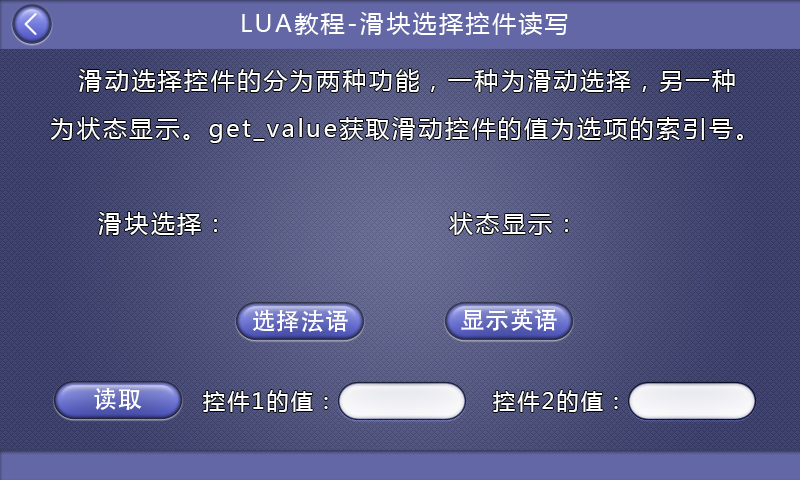 LUA教程-滑块选择控件读写
滑动选择控件的分为两种功能，一种为滑动选择，另一种
为状态显示。get_value获取滑动控件的值为选项的索引号。
滑块选择：
状态显示：
选择法语
显示英语
读取
控件1的值：
控件2的值：